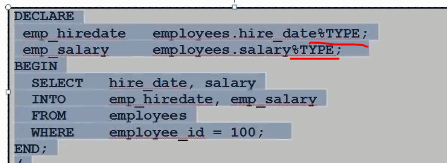 DECLARE
emp_hiredate employees.hire_date%TYPE;
emp_salary employees.salary%TYPE;
BEGIN
SELECT hire_date, salary
INTO emp_hiredate, emp_salary
FROM employees
WHERE employee_id = 100;
END;
/